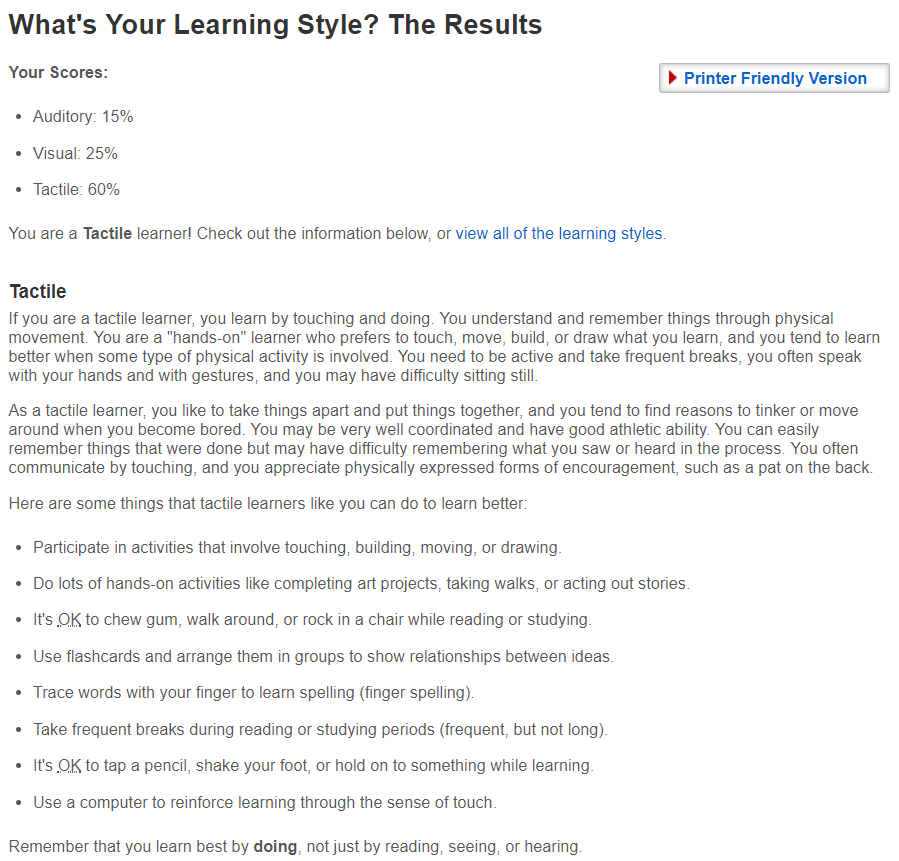 What's Your Learning Style? The Results
Your Scores:
Printer Friendly Version
Auditory: 15%
Visual: 25%
Tactile: 60%
You are a Tactile learner! Check out the information below, or view all of the learning styles.
Tactile
If you are a tactile learner, you learn by touching and doing. You understand and remember things through physical
movement. You are a "hands-on" learner who prefers to touch, move, build, or draw what you learn, and you tend to learn
better when some type of physical activity is involved. You need to be active and take frequent breaks, you often speak
with your hands and with gestures, and you may have difficulty sitting still.
As a tactile learner, you like to take things apart and put things together, and you tend to find reasons to tinker or move
around when you become bored. You may be very well coordinated and have good athletic ability. You can easily
remember things that were done but may have difficulty remembering what you saw or heard in the process. You often
communicate by touching, and you appreciate physically expressed forms of encouragement, such as a pat on the back.
Here are some things that tactile learners like you can do to learn better:
Participate in activities that involve touching, building, moving, or drawing.
Do lots of hands-on activities like completing art projects, taking walks, or acting out stories.
It's OK to chew gum, walk around, or rock in a chair while reading or studying.
Use flashcards and arrange them in groups to show relationships between ideas.
Trace words with your finger to learn spelling (finger spelling).
Take frequent breaks during reading or studying periods (frequent, but not long).
It's OK to tap a pencil, shake your foot, or hold on to something while learning.
Use a computer to reinforce learning through the sense of touch.
Remember that you learn best by doing, not just by reading, seeing, or hearing.